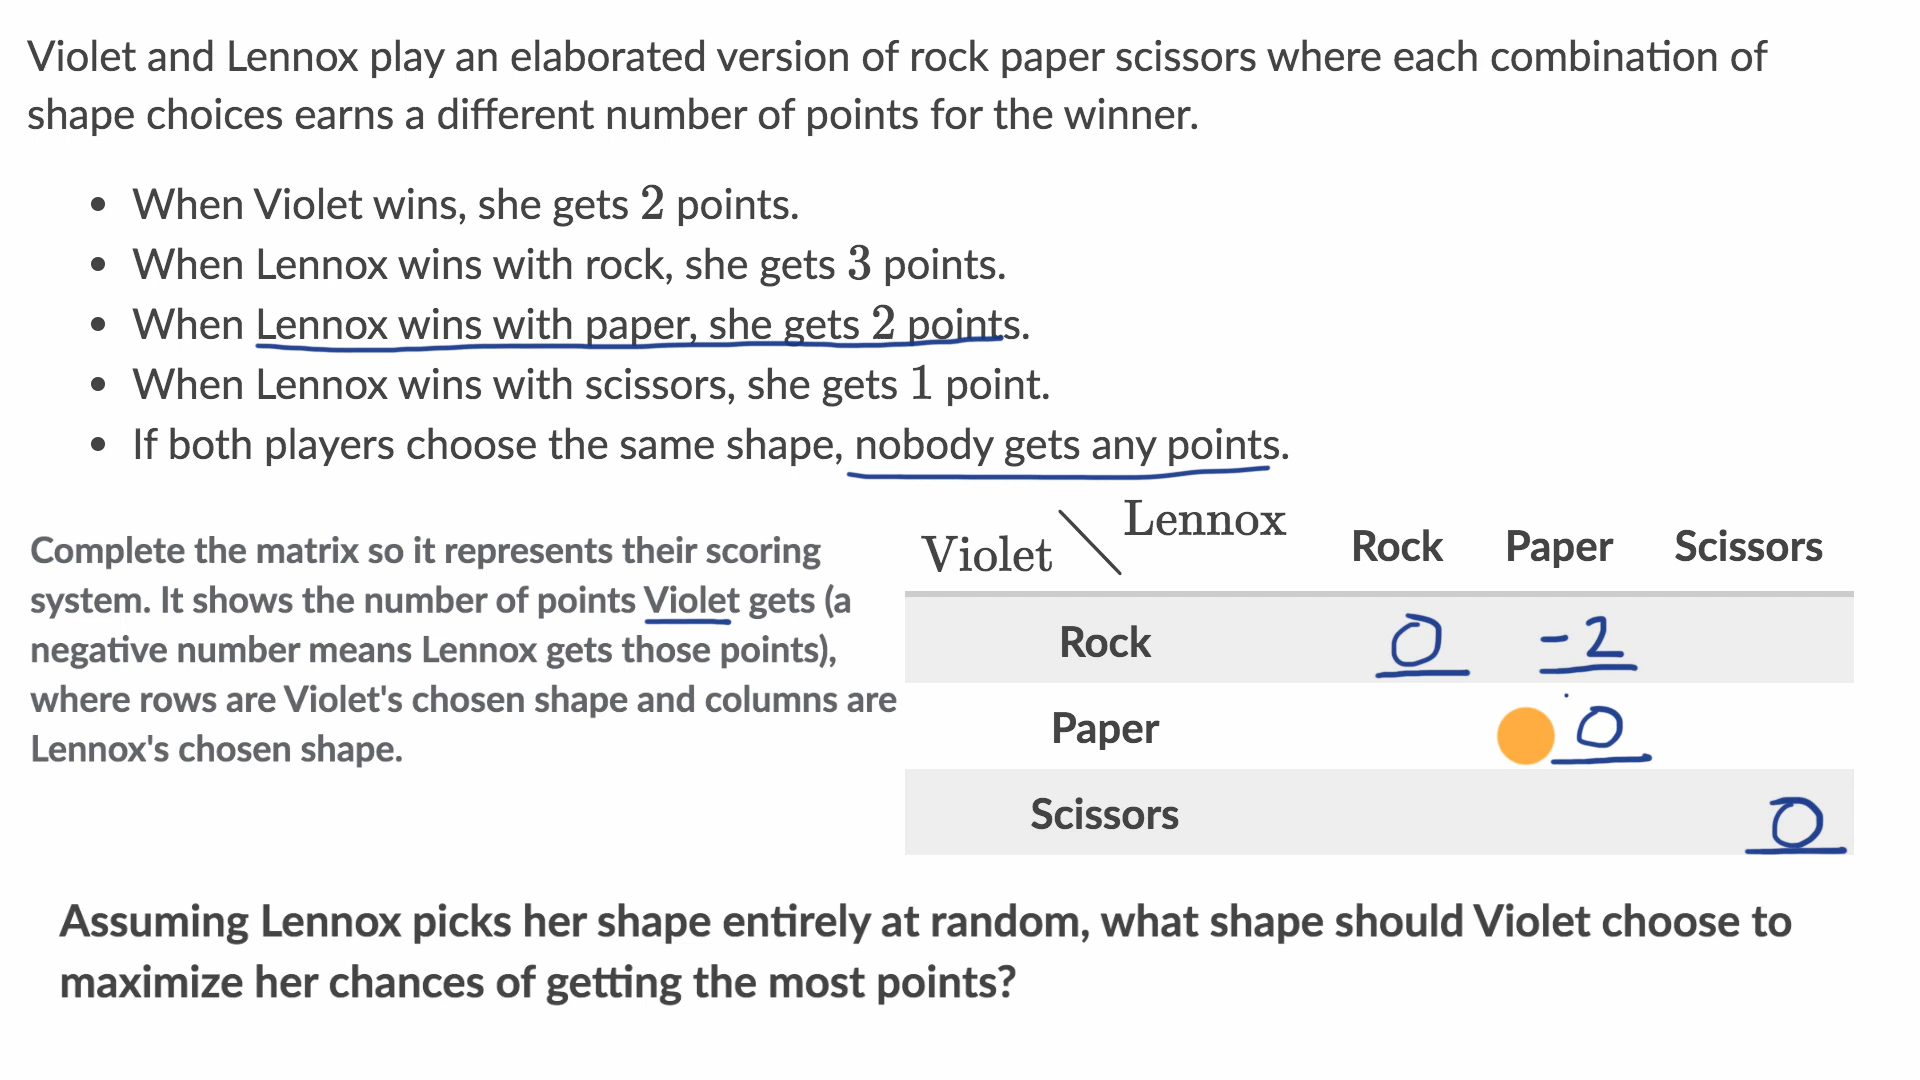 Violet and Lennox play an elaborated version of rock paper scissors where each combination of
shape choices earns a different number of points for the winner.
• When Violet wins, she gets 2 points.
• When Lennox wins with rock, she gets 3 points.
• When Lennox wins with paper, she gets 2 points.
• When Lennox wins with scissors, she gets 1 point.
• If both players choose the same shape, nobody gets any points.
Complete the matrix so it represents their scoring
system. It shows the number of points Violet gets (a
negative number means Lennox gets those points),
where rows are Violet's chosen shape and columns are
Lennox's chosen shape.
Violet \ Lennox Rock Paper Scissors
Rock 0 -2
Paper 0
Scissors 0
Assuming Lennox picks her shape entirely at random, what shape should Violet choose to
maximize her chances of getting the most points?